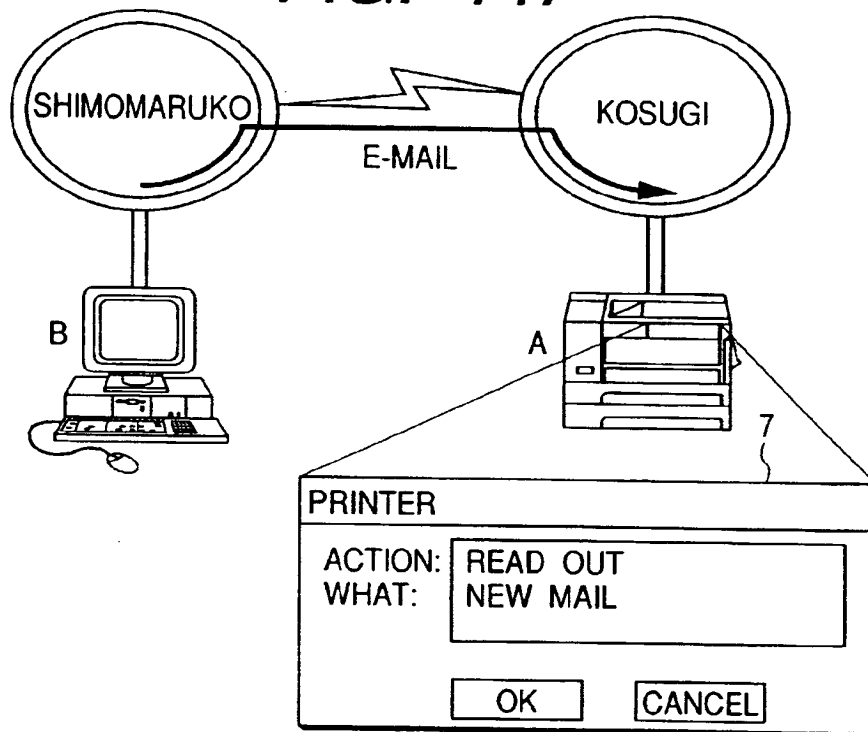 SHIMOMARUKO
KOSUGI
E-MAIL
B
A
7
PRINTER
ACTION: READ OUT
WHAT: NEW MAIL
OK CANCEL